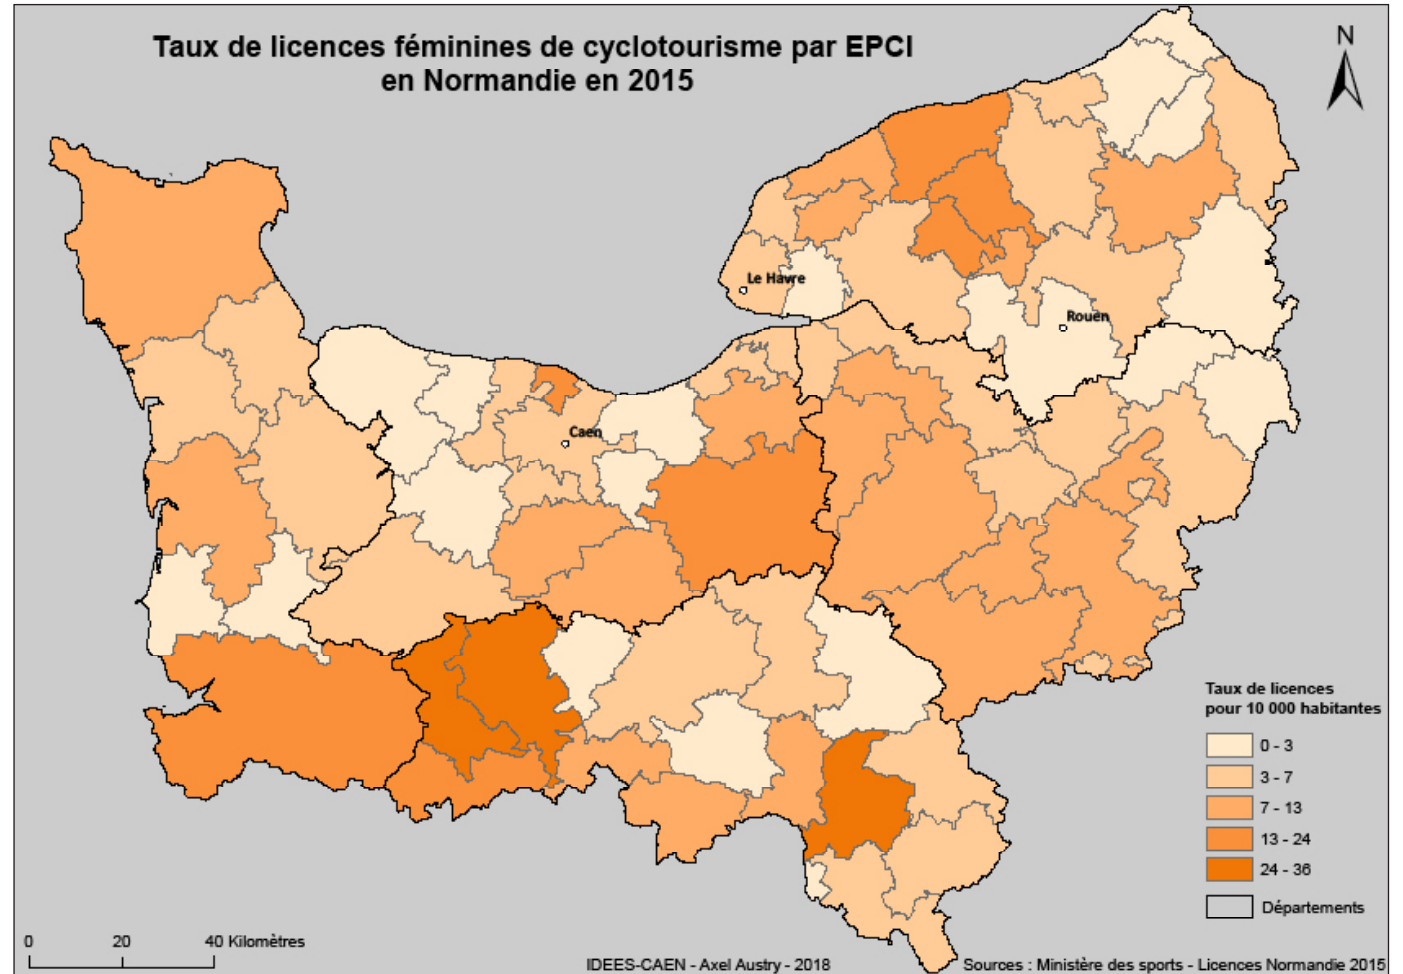 Taux de licences féminines de cyclotourisme par EPCI
en Normandie en 2015
N
Le Havre
Rouen
Caen
Taux de licences
pour 10 000 habitantes
0 - 3
3 - 7
7 - 13
13 - 24
24 - 36
Départements
0 20 40 Kilomètres
IDEES-CAEN - Axel Austry - 2018
Sources : Ministère des sports - Licences Normandie 2015